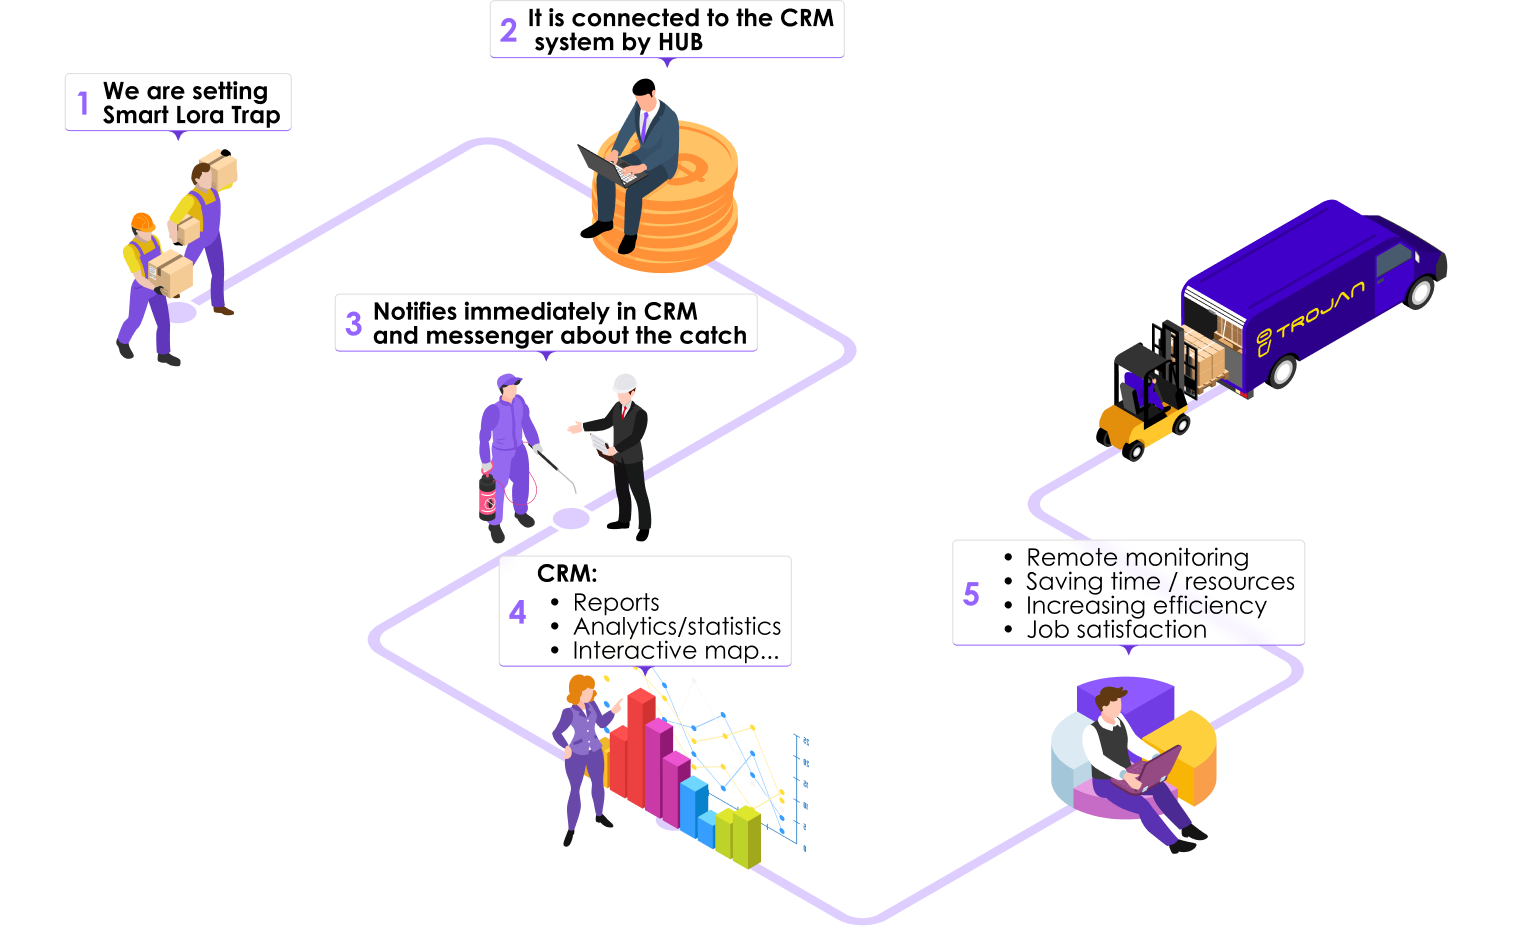 1
We are setting
Smart Lora Trap
2
It is connected to the CRM
system by HUB
3
Notifies immediately in CRM
and messenger about the catch
4
CRM:
• Reports
• Analytics/statistics
• Interactive map...
5
• Remote monitoring
• Saving time / resources
• Increasing efficiency
• Job satisfaction
TROJAN